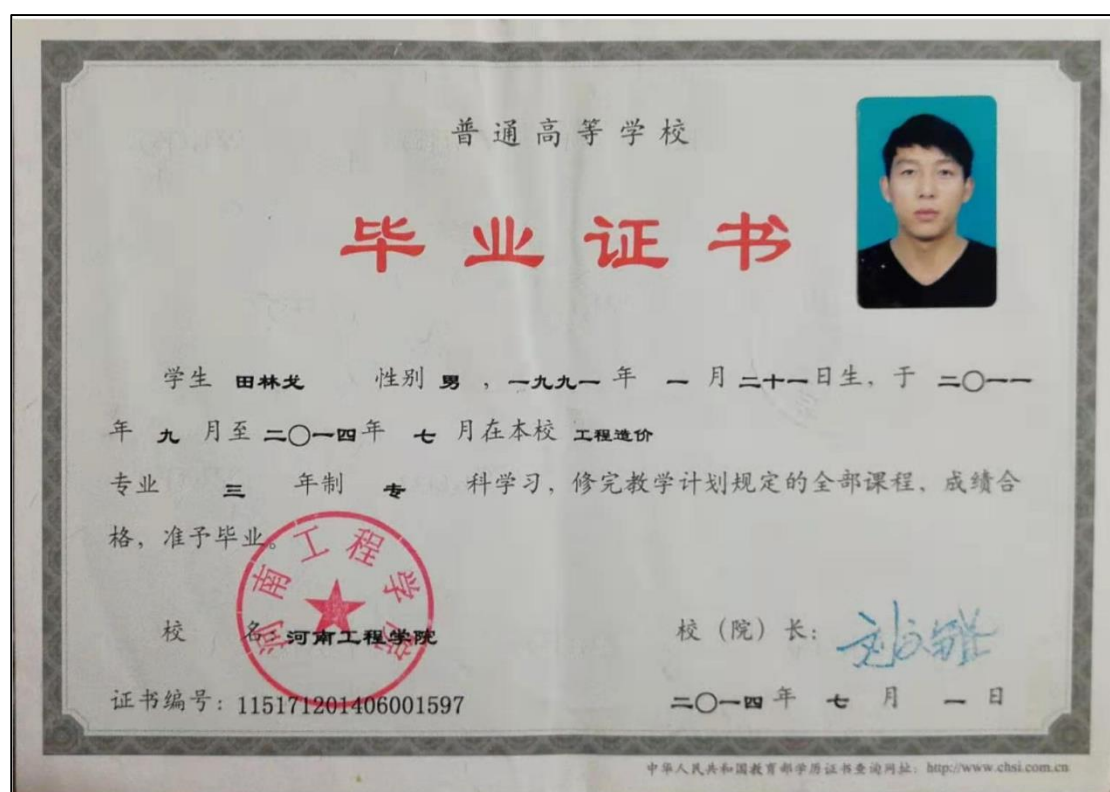 普通高等学校
毕业证书
学生 田林龙 性别 男 , 一九九一 年 一 月 二十一日生, 于 二〇一一
年 九 月至 二〇一四年 七 月在本校 工程造价
专业 三 年制 专 科学习, 修完教学计划规定的全部课程, 成绩合
格, 准予毕业。
河南工程学院
校 名: 河南工程学院
校(院)长:
证书编号: 115171201406001597
二〇一四 年 七 月 一 日
中华人民共和国教育部学历证书查询网址: http://www.chsi.com.cn